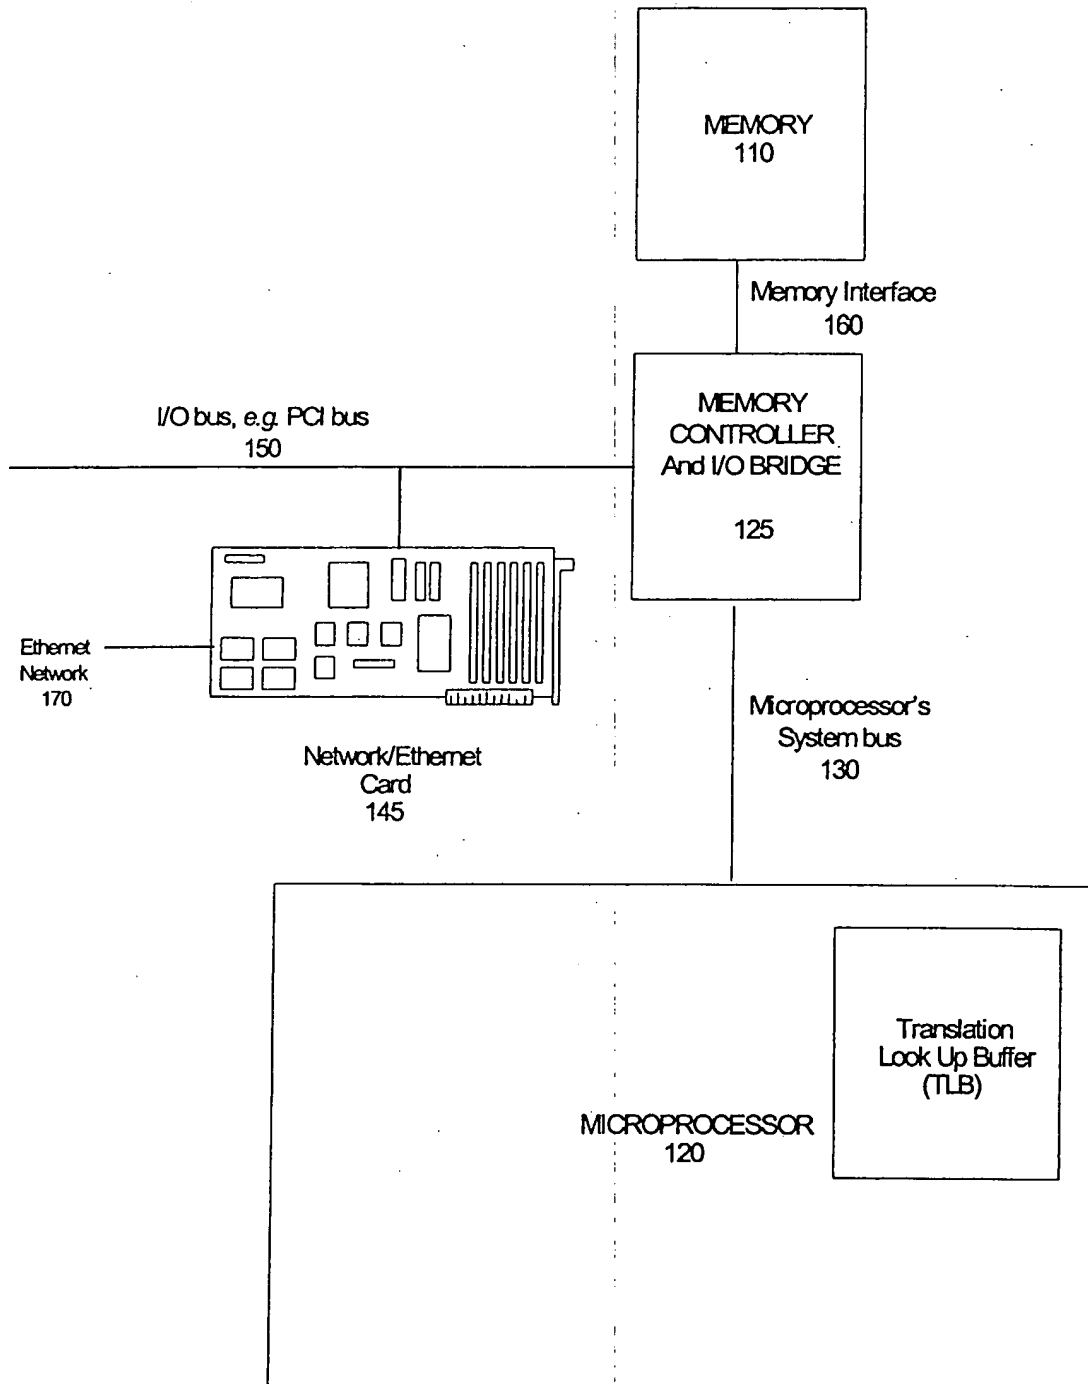 MEMORY
110
Memory Interface
160
I/O bus, e.g. PCI bus
150
MEMORY
CONTROLLER
And I/O BRIDGE
125
Ethernet
Network
170
Network/Ethernet
Card
145
Microprocessor's
System bus
130
Translation
Look Up Buffer
(TLB)
MICROPROCESSOR
120